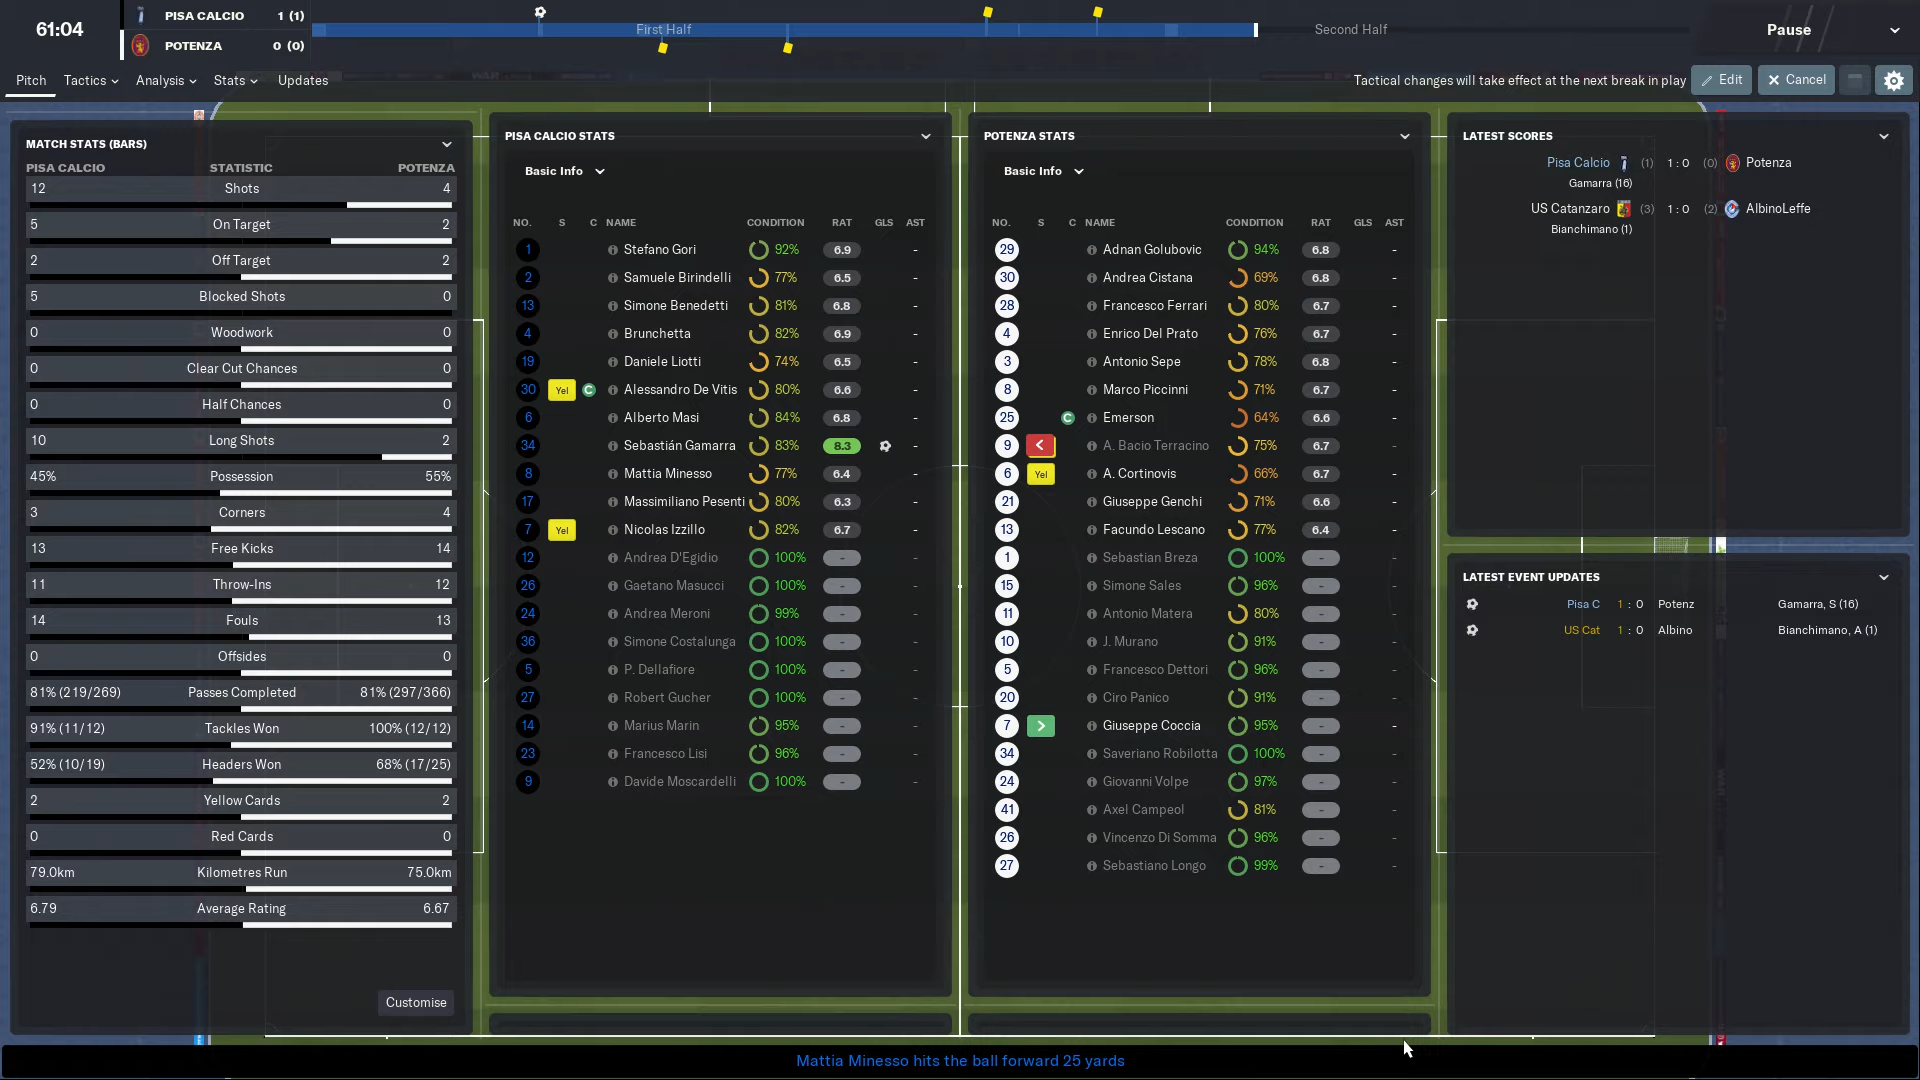 61:04
PISA CALCIO 1 (1)
POTENZA 0 (0)
First Half
Second Half
Pause
Pitch Tactics Analysis Stats Updates
Tactical changes will take effect at the next break in play Edit Cancel
MATCH STATS (BARS)
PISA CALCIO STATISTIC POTENZA
12 Shots 4
5 On Target 2
2 Off Target 2
5 Blocked Shots 0
0 Woodwork 0
0 Clear Cut Chances 0
0 Half Chances 0
10 Long Shots 2
45% Possession 55%
3 Corners 4
13 Free Kicks 14
11 Throw-Ins 12
14 Fouls 13
0 Offsides 0
81% (219/269) Passes Completed 81% (297/366)
91% (11/12) Tackles Won 100% (12/12)
52% (10/19) Headers Won 68% (17/25)
2 Yellow Cards 2
0 Red Cards 0
79.0km Kilometres Run 75.0km
6.79 Average Rating 6.67
Customise
PISA CALCIO STATS
Basic Info
NO. S C NAME CONDITION RAT GLS AST
1 Stefano Gori 92% 6.9 -
2 Samuele Birindelli 77% 6.5 -
13 Simone Benedetti 81% 6.8 -
4 Brunchetta 82% 6.9 -
19 Daniele Liotti 74% 6.5 -
30 Yel C Alessandro De Vitis 80% 6.6 -
6 Alberto Masi 84% 6.8 -
34 Sebastián Gamarra 83% 8.3 -
8 Mattia Minesso 77% 6.4 -
17 Massimiliano Pesenti 80% 6.3 -
7 Yel Nicolas Izzillo 82% 6.7 -
12 Andrea D'Egidio 100% - -
26 Gaetano Masucci 100% - -
24 Andrea Meroni 99% - -
36 Simone Costalunga 100% - -
5 P. Dellafiore 100% - -
27 Robert Gucher 100% - -
14 Marius Marin 95% - -
23 Francesco Lisi 96% - -
9 Davide Moscardelli 100% - -
POTENZA STATS
Basic Info
NO. S C NAME CONDITION RAT GLS AST
29 Adnan Golubovic 94% 6.8 -
30 Andrea Cistana 69% 6.8 -
28 Francesco Ferrari 80% 6.7 -
4 Enrico Del Prato 76% 6.7 -
3 Antonio Sepe 78% 6.8 -
8 Marco Piccinni 71% 6.7 -
25 C Emerson 64% 6.6 -
9 A. Bacio Terracino 75% 6.7 -
6 Yel A. Cortinovis 66% 6.7 -
21 Giuseppe Genchi 71% 6.6 -
13 Facundo Lescano 77% 6.4 -
1 Sebastian Breza 100% - -
15 Simone Sales 96% - -
11 Antonio Matera 80% - -
10 J. Murano 91% - -
5 Francesco Dettori 96% - -
20 Ciro Panico 91% - -
7 Giuseppe Coccia 95% - -
34 Saveriano Robilotta 100% - -
24 Giovanni Volpe 97% - -
41 Axel Campeol 81% - -
26 Vincenzo Di Somma 96% - -
27 Sebastiano Longo 99% - -
LATEST SCORES
Pisa Calcio (1) 1 : 0 (0) Potenza
Gamarra (16)
US Catanzaro (3) 1 : 0 (2) AlbinoLeffe
Bianchimano (1)
LATEST EVENT UPDATES
Pisa C 1 : 0 Potenz Gamarra, S (16)
US Cat 1 : 0 Albino Bianchimano, A (1)
Mattia Minesso hits the ball forward 25 yards